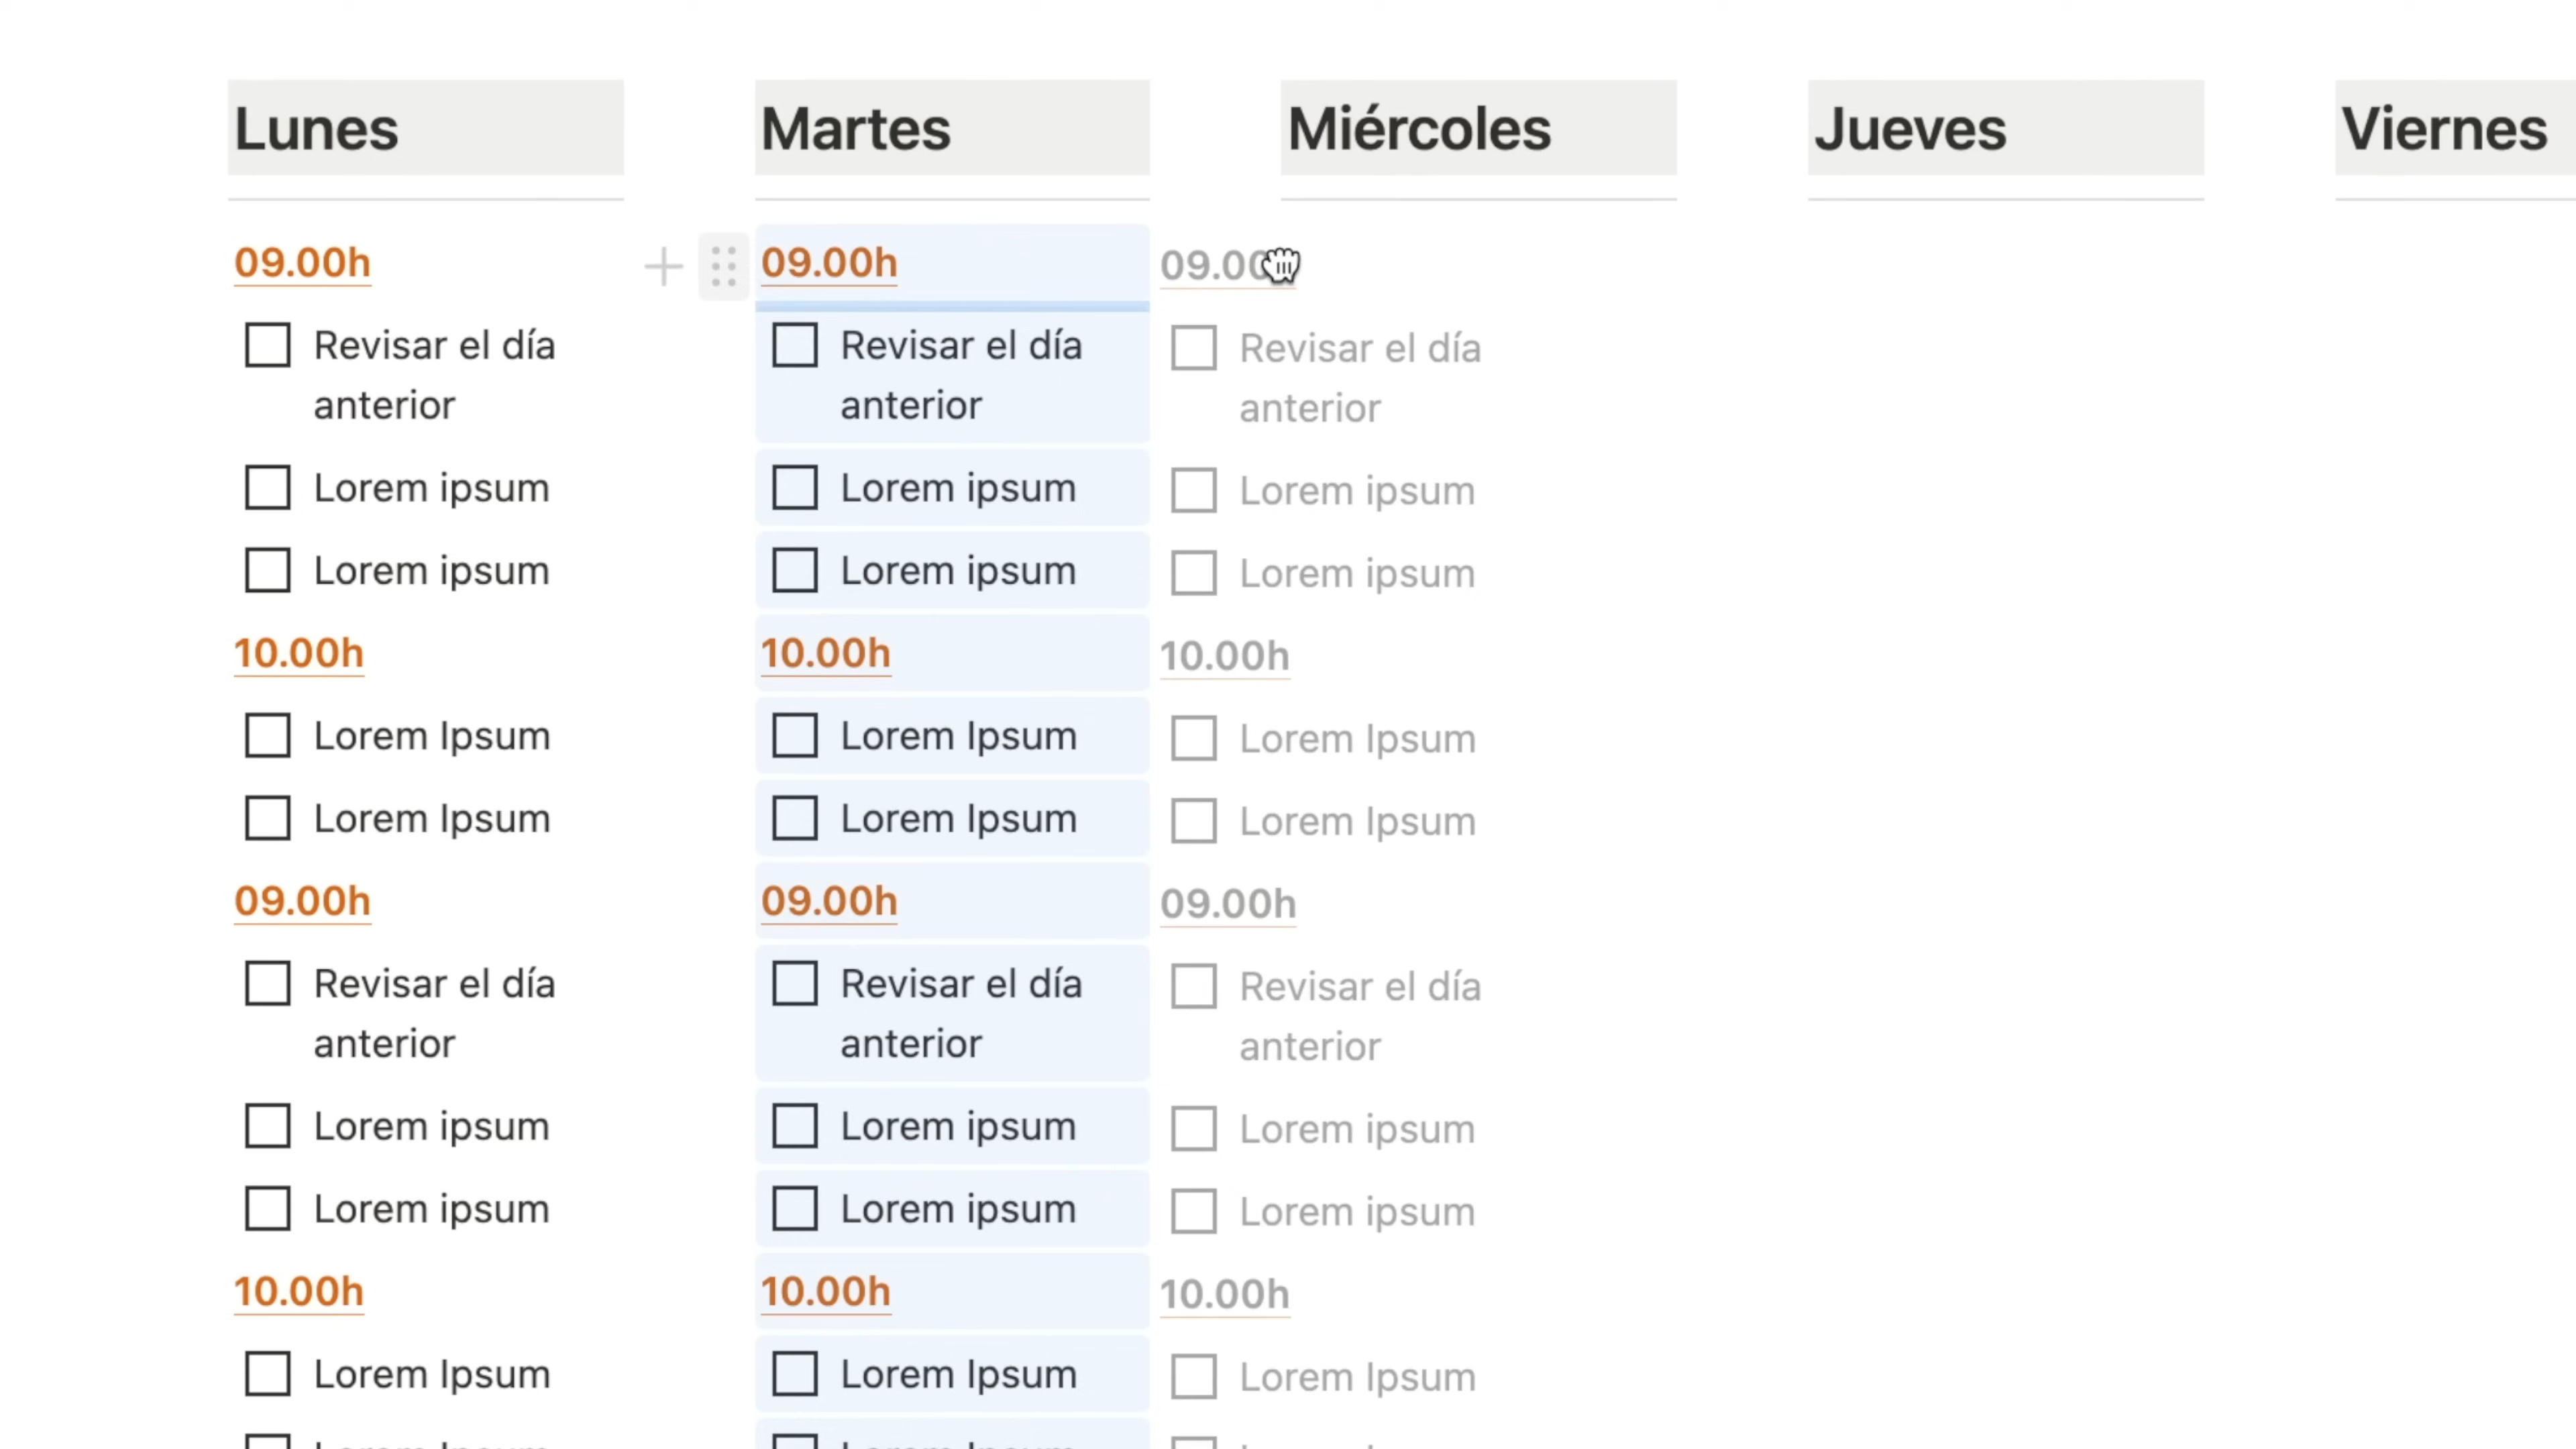 Lunes
Martes
Miércoles
Jueves
Viernes
09.00h
Revisar el día
anterior
Lorem ipsum
Lorem ipsum
10.00h
Lorem Ipsum
Lorem Ipsum
09.00h
Revisar el día
anterior
Lorem ipsum
Lorem ipsum
10.00h
Lorem Ipsum
09.00h
Revisar el día
anterior
Lorem ipsum
Lorem ipsum
10.00h
Lorem Ipsum
Lorem Ipsum
09.00h
Revisar el día
anterior
Lorem ipsum
Lorem ipsum
10.00h
Lorem Ipsum
09.00
Revisar el día
anterior
Lorem ipsum
Lorem ipsum
10.00h
Lorem Ipsum
Lorem Ipsum
09.00h
Revisar el día
anterior
Lorem ipsum
Lorem ipsum
10.00h
Lorem Ipsum